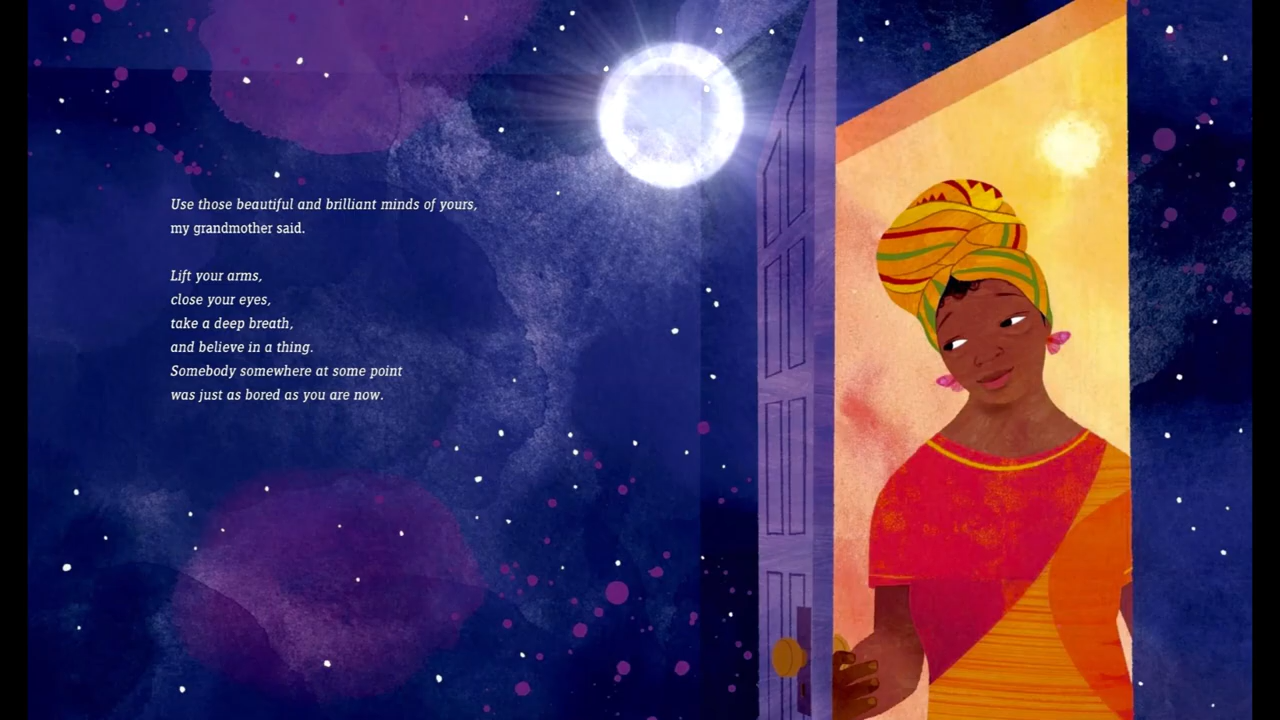 Use those beautiful and brilliant minds of yours,
my grandmother said.
Lift your arms,
close your eyes,
take a deep breath,
and believe in a thing.
Somebody somewhere at some point
was just as bored as you are now.